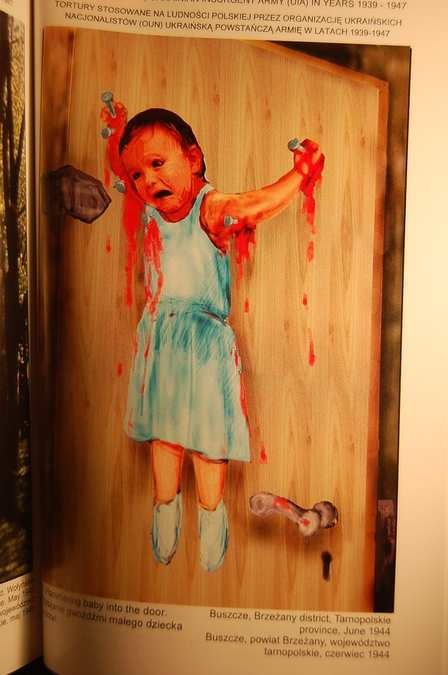 INSURGENT ARMY (UIA) IN YEARS 1939 - 1947
TORTURY STOSOWANE NA LUDNOŚCI POLSKIEJ PRZEZ ORGANIZACJĘ UKRAIŃSKICH
NACJONALISTÓW (OUN) UKRAIŃSKĄ POWSTAŃCZĄ ARMIĘ W LATACH 1939-1947
baby into the door.
gwoździmi małego dziecka
Buszcze, Brzeżany district, Tarnopolskie
province, June 1944
Buszcze, powiat Brzeżany, województwo
tarnopolskie, czerwiec 1944